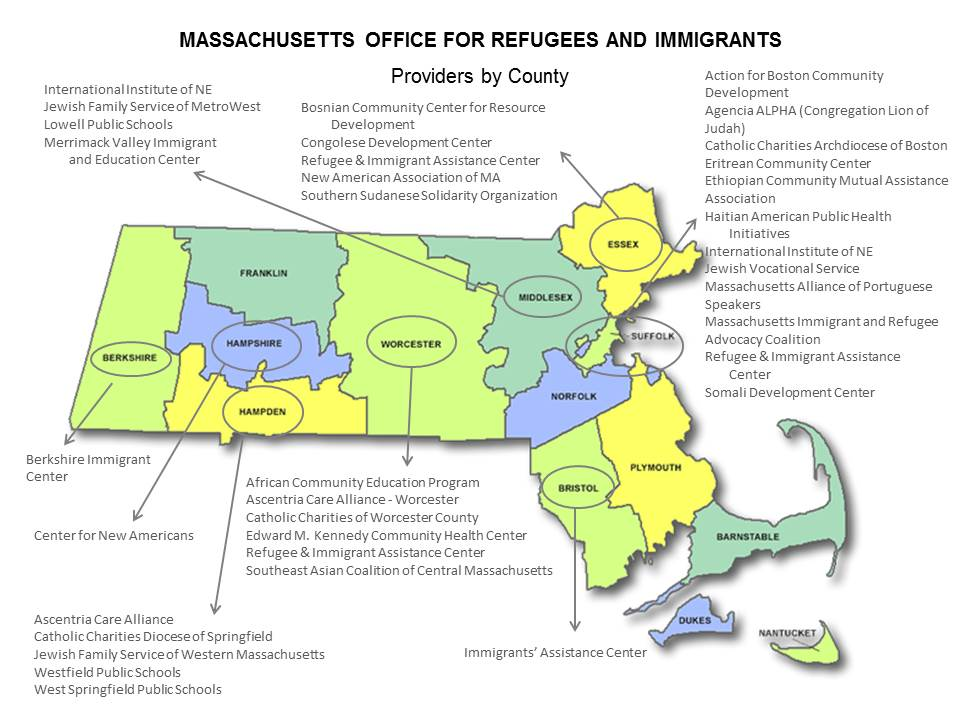 MASSACHUSETTS OFFICE FOR REFUGEES AND IMMIGRANTS
Providers by County
International Institute of NE
Jewish Family Service of MetroWest
Lowell Public Schools
Merrimack Valley Immigrant
and Education Center
Bosnian Community Center for Resource
Development
Congolese Development Center
Refugee & Immigrant Assistance Center
New American Association of MA
Southern Sudanese Solidarity Organization
Action for Boston Community
Development
Agencia ALPHA (Congregation Lion of
Judah)
Catholic Charities Archdiocese of Boston
Eritrean Community Center
Ethiopian Community Mutual Assistance
Association
Haitian American Public Health
Initiatives
International Institute of NE
Jewish Vocational Service
Massachusetts Alliance of Portuguese
Speakers
Massachusetts Immigrant and Refugee
Advocacy Coalition
Refugee & Immigrant Assistance
Center
Somali Development Center
ESSEX
FRANKLIN
MIDDLESEX
SUFFOLK
HAMPSHIRE
WORCESTER
BERKSHIRE
NORFOLK
HAMPDEN
PLYMOUTH
BRISTOL
BARNSTABLE
DUKES
NANTUCKET
Berkshire Immigrant
Center
Center for New Americans
African Community Education Program
Ascentria Care Alliance - Worcester
Catholic Charities of Worcester County
Edward M. Kennedy Community Health Center
Refugee & Immigrant Assistance Center
Southeast Asian Coalition of Central Massachusetts
Ascentria Care Alliance
Catholic Charities Diocese of Springfield
Jewish Family Service of Western Massachusetts
Westfield Public Schools
West Springfield Public Schools
Immigrants' Assistance Center